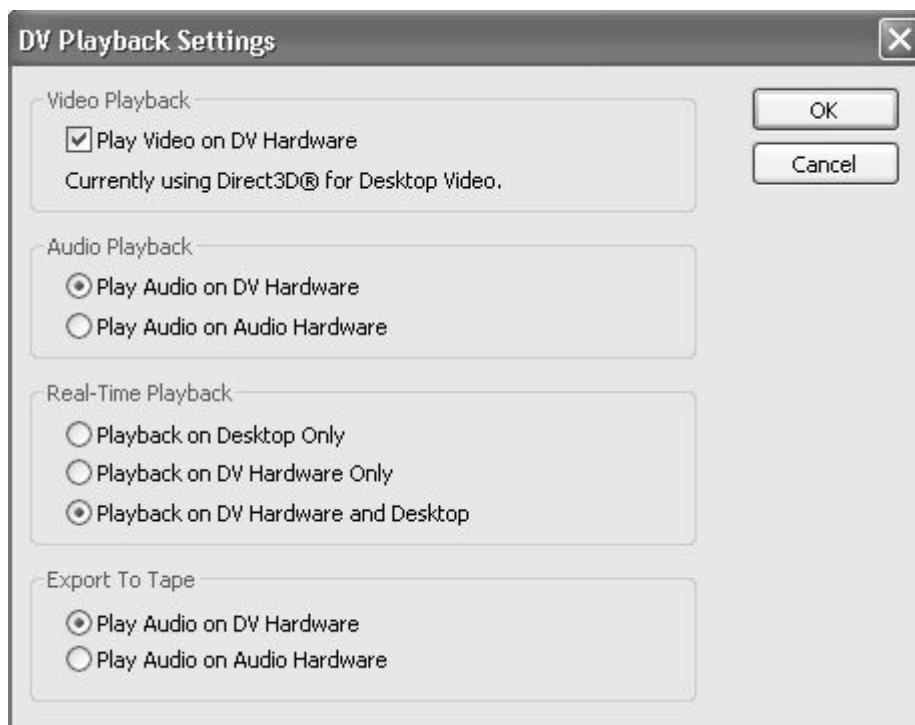 DV Playback Settings
Video Playback
Play Video on DV Hardware
Currently using Direct3D® for Desktop Video.
OK
Cancel
Audio Playback
Play Audio on DV Hardware
Play Audio on Audio Hardware
Real-Time Playback
Playback on Desktop Only
Playback on DV Hardware Only
Playback on DV Hardware and Desktop
Export To Tape
Play Audio on DV Hardware
Play Audio on Audio Hardware